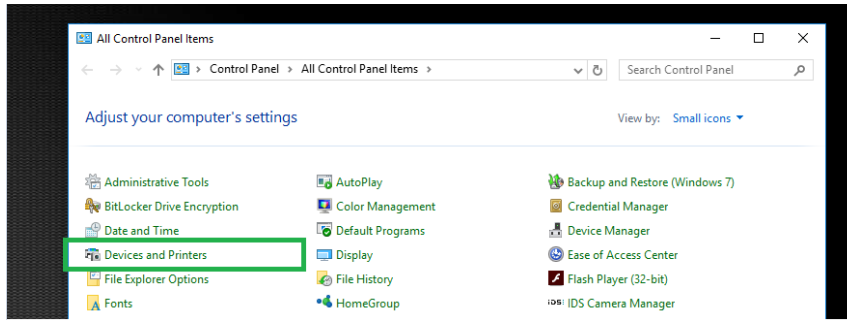 All Control Panel Items
Control Panel > All Control Panel Items >
Search Control Panel
Adjust your computer's settings
View by: Small icons
Administrative Tools
AutoPlay
Backup and Restore (Windows 7)
BitLocker Drive Encryption
Color Management
Credential Manager
Date and Time
Default Programs
Device Manager
Devices and Printers
Display
Ease of Access Center
File Explorer Options
File History
Flash Player (32-bit)
Fonts
HomeGroup
IDS Camera Manager